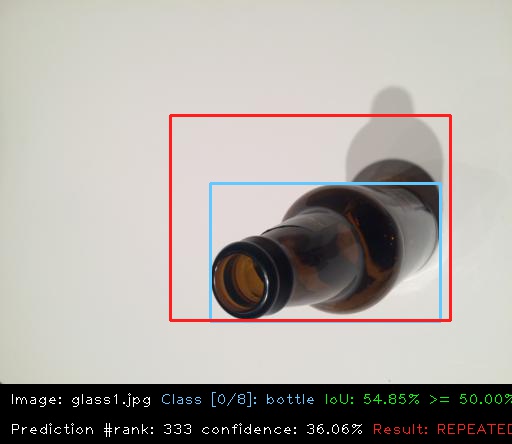 Image: glass1.jpg Class [0/8]: bottle IoU: 54.85% >= 50.00%
Prediction #rank: 333 confidence: 36.06% Result: REPEATED